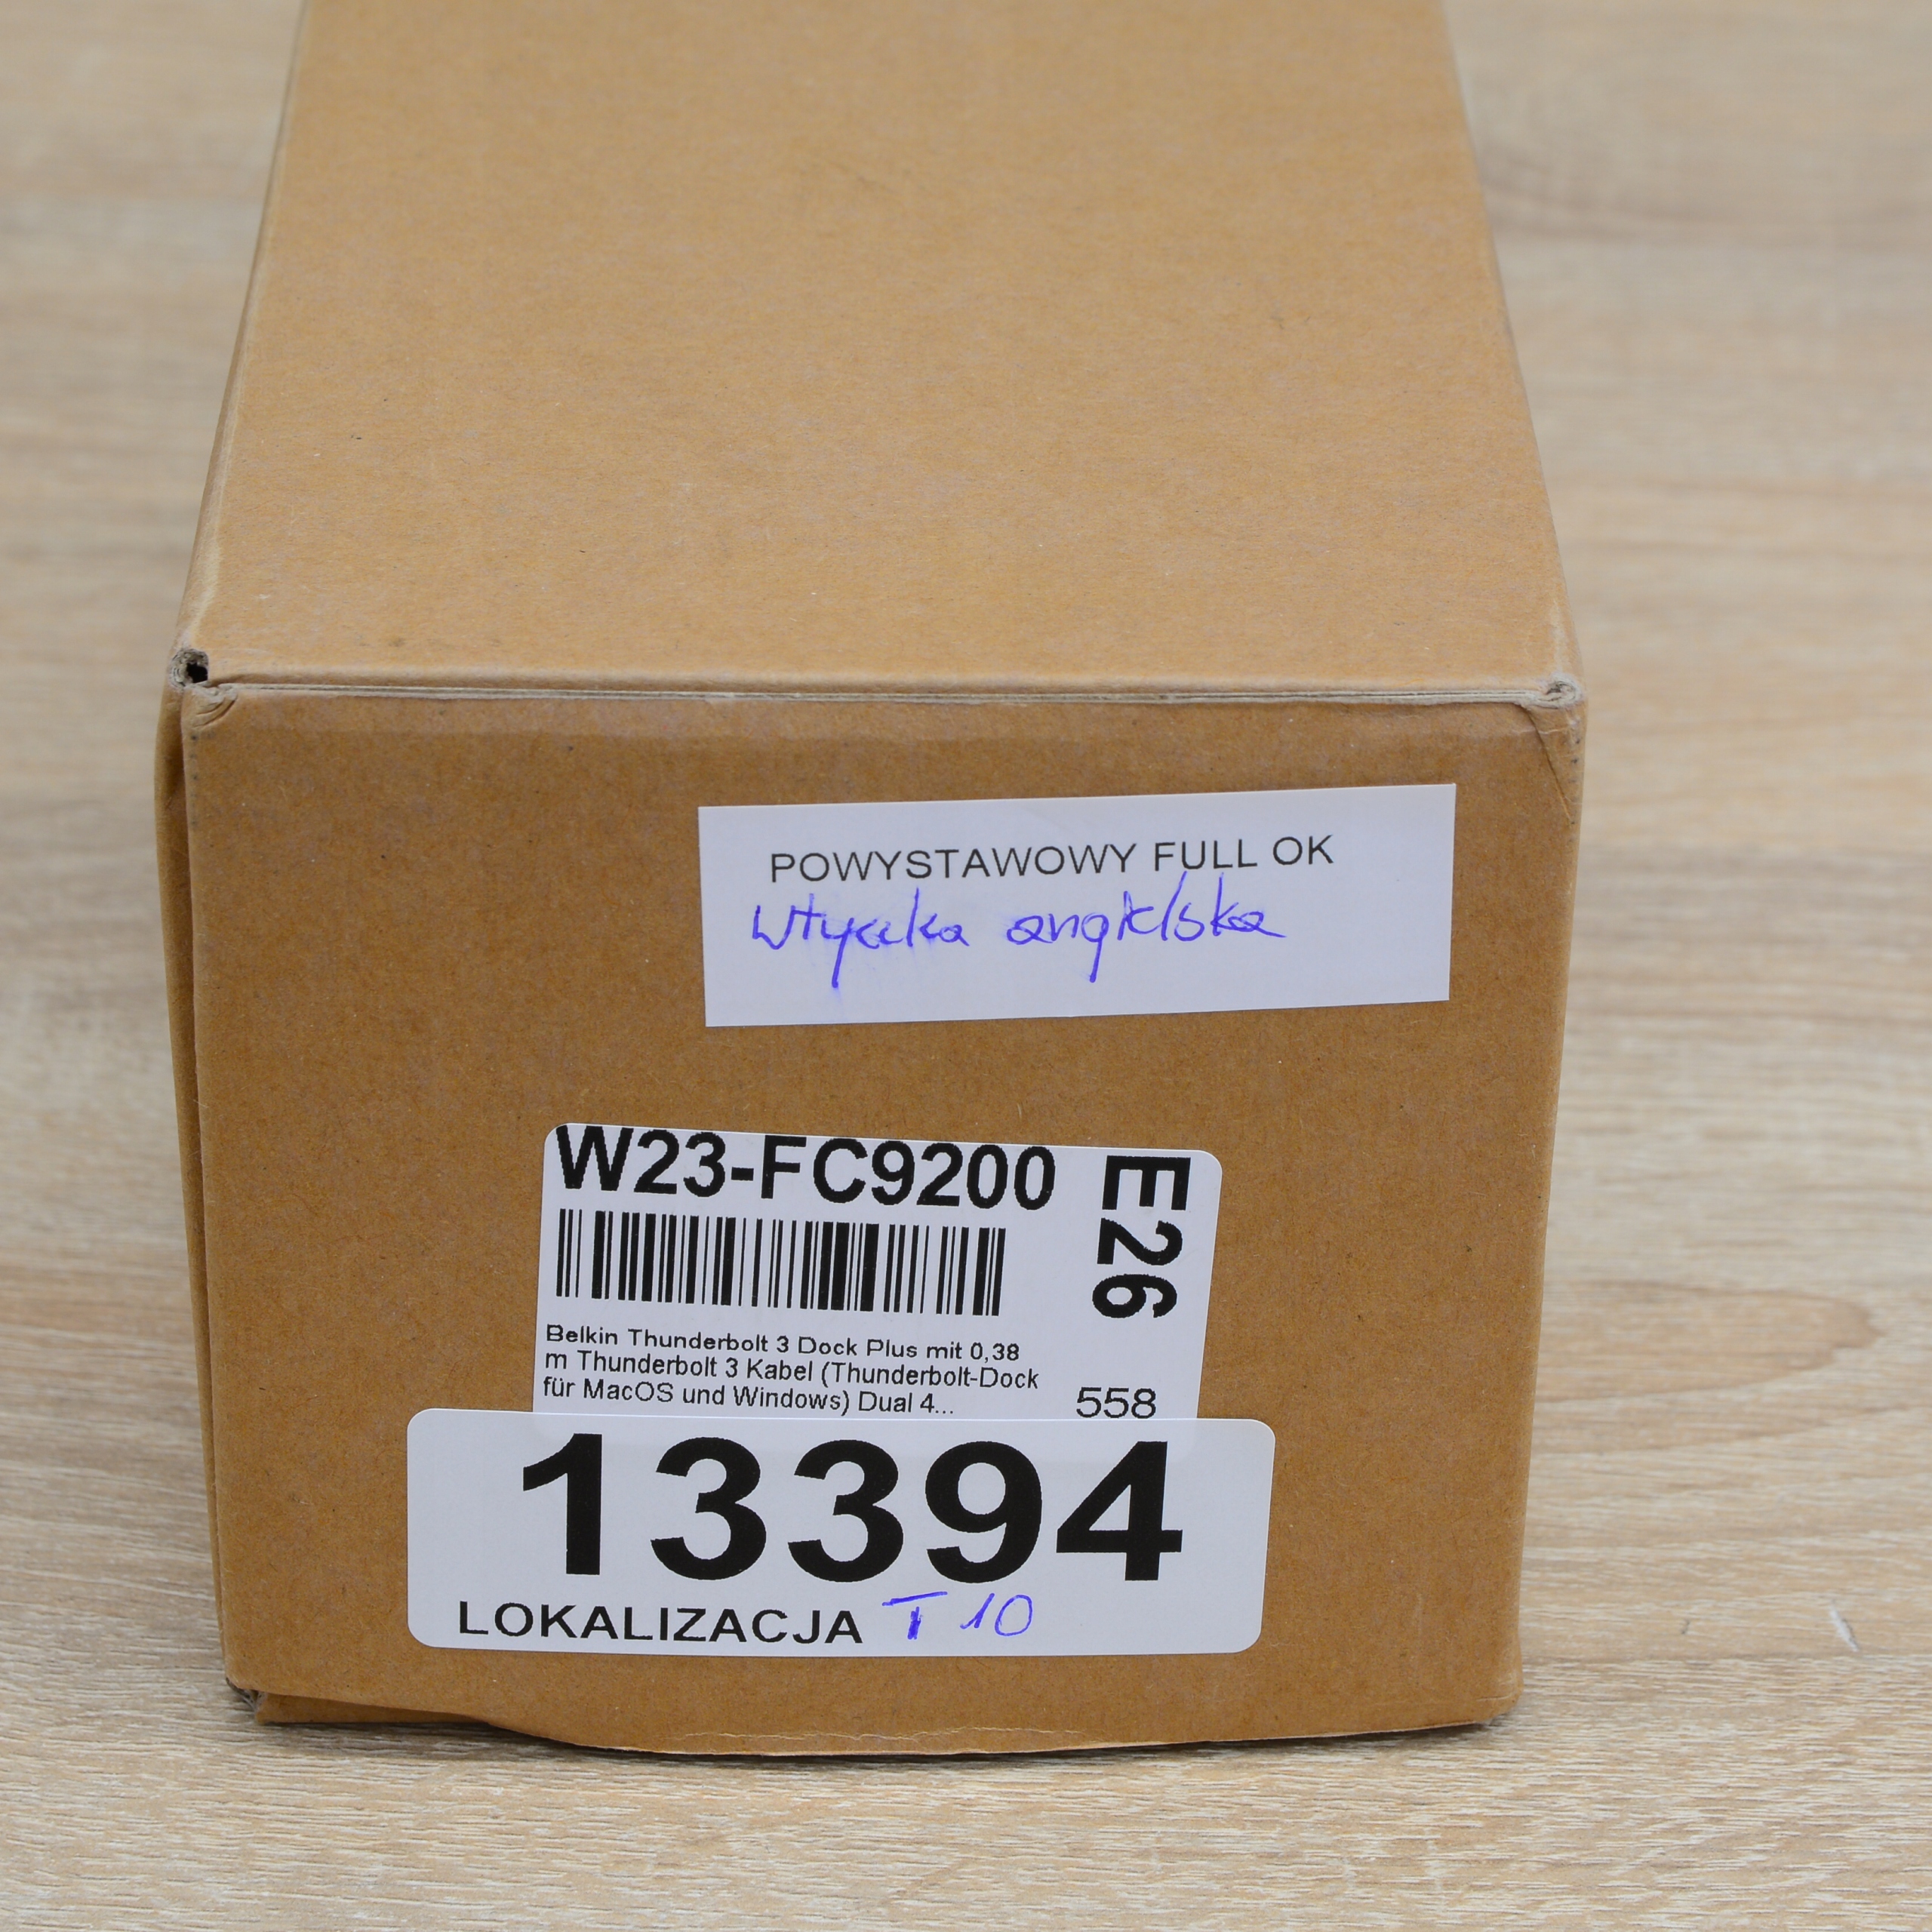 POWYSTAWOWY FULL OK
wtyczka angielska
W23-FC9200
E26
Belkin Thunderbolt 3 Dock Plus mit 0,38
m Thunderbolt 3 Kabel (Thunderbolt-Dock
für MacOS und Windows) Dual 4...
558
13394
LOKALIZACJA T10